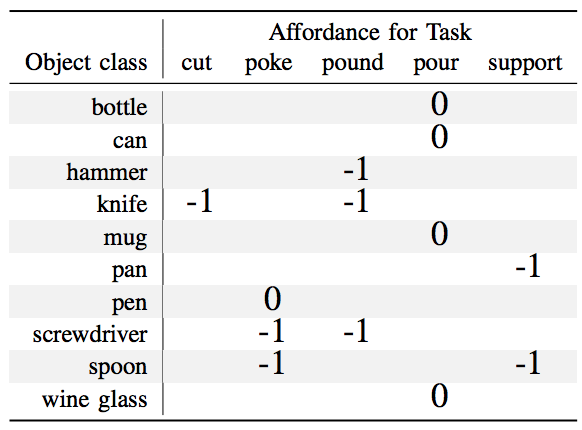 Affordance for Task
Object class cut poke pound pour support
bottle 0
can 0
hammer -1
knife -1 -1
mug 0
pan -1
pen 0
screwdriver -1 -1
spoon -1 -1
wine glass 0